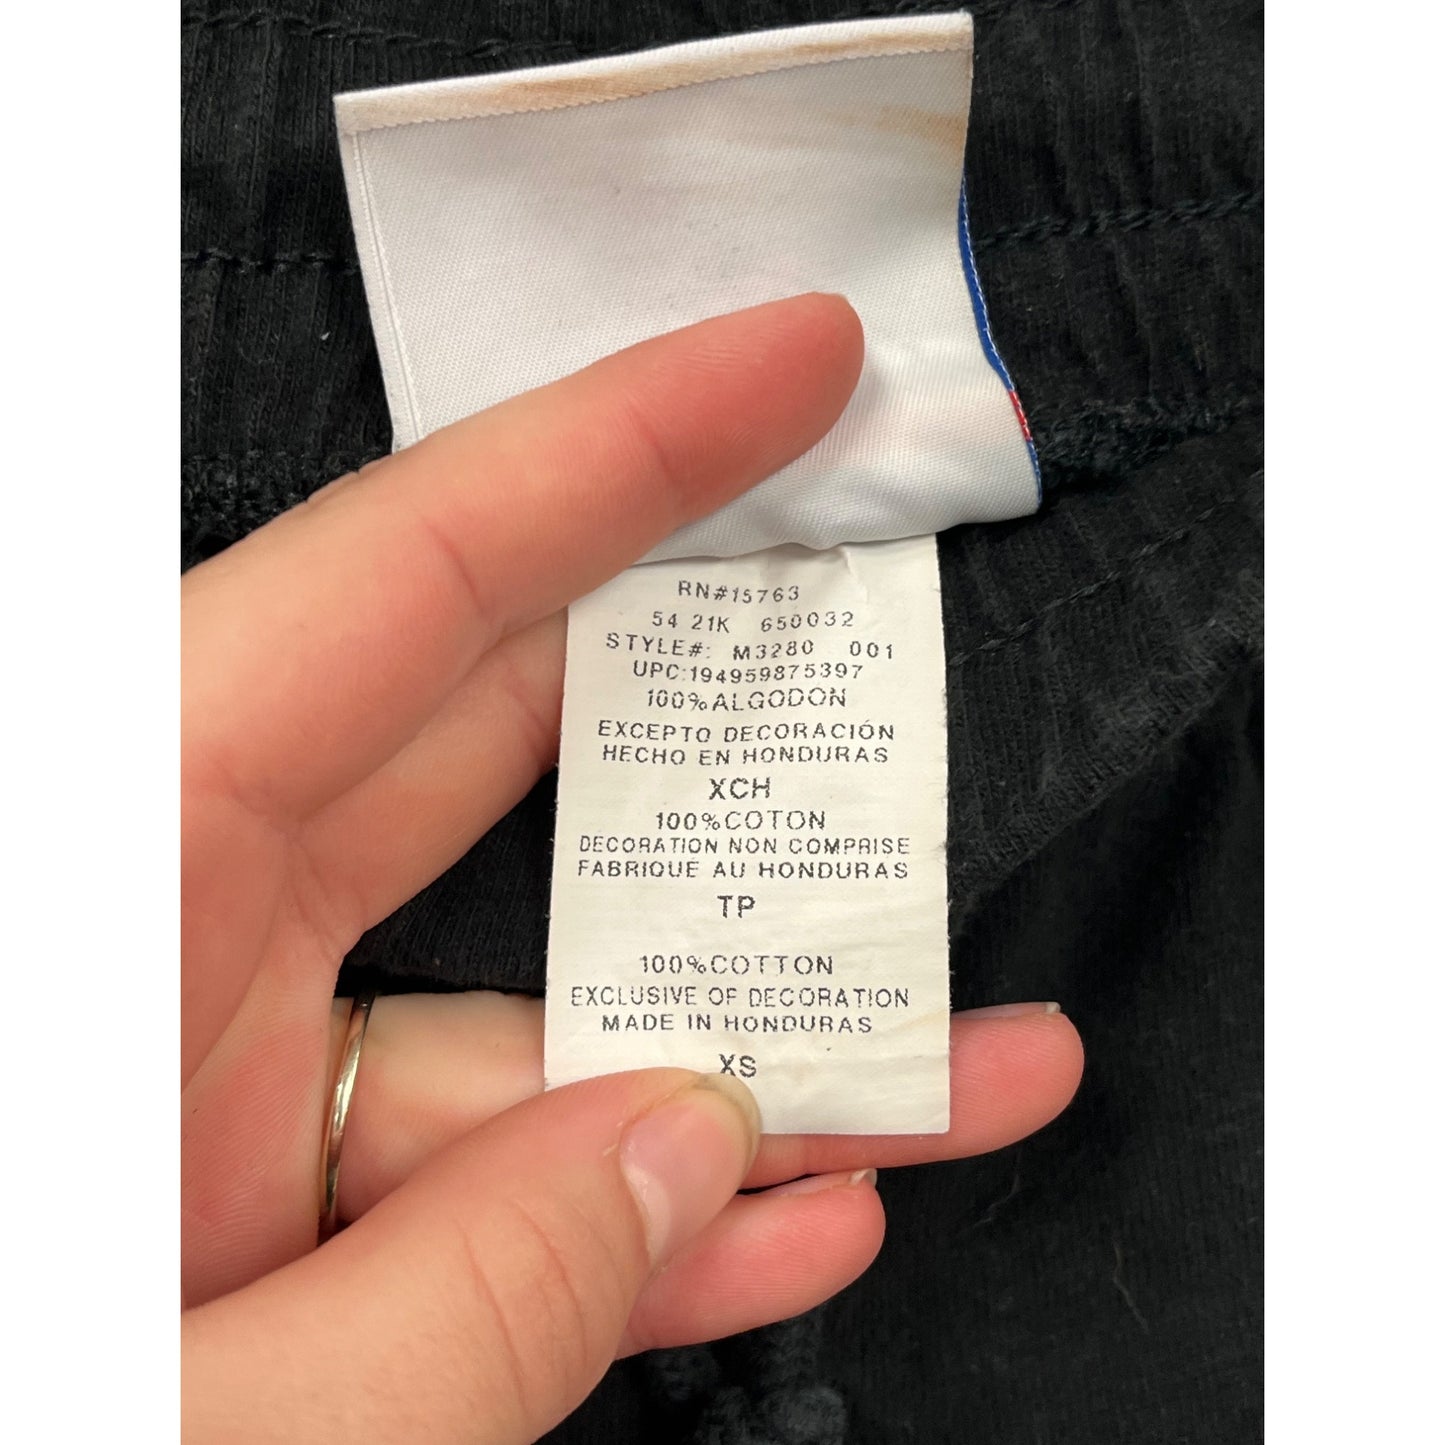 RN#15763
54 21K 650032
STYLE#: M3280 001
UPC:194959875397
100%ALGODON
EXCEPTO DECORACIÓN
HECHO EN HONDURAS
XCH
100%COTON
DECORATION NON COMPRISE
FABRIQUÉ AU HONDURAS
TP
100%COTTON
EXCLUSIVE OF DECORATION
MADE IN HONDURAS
XS